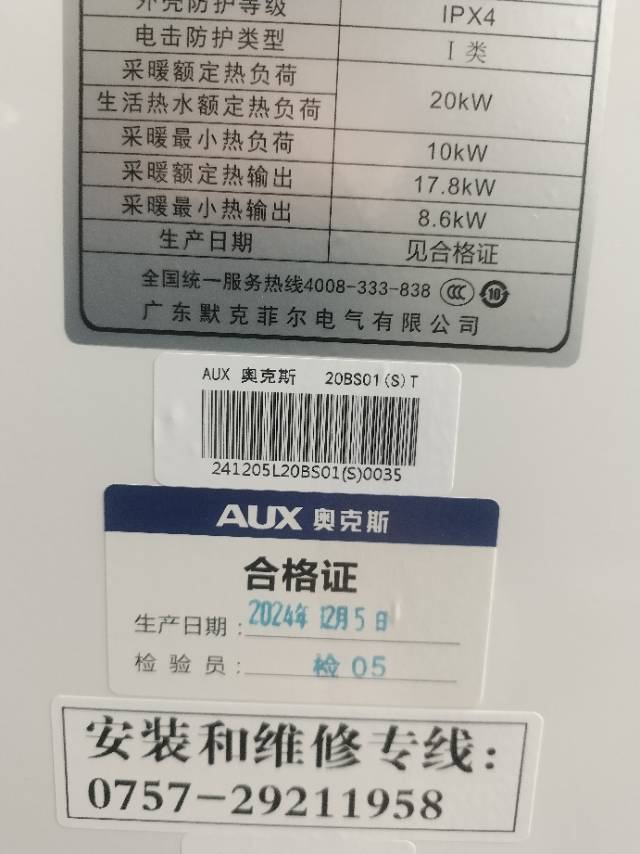 外壳防护等级 IPX4
电击防护类型 I类
采暖额定热负荷
生活热水额定热负荷 20kW
采暖最小热负荷 10kW
采暖额定热输出 17.8kW
采暖最小热输出 8.6kW
生产日期 见合格证
全国统一服务热线4008-333-838 CCC 10
广东默克菲尔电气有限公司
AUX 奥克斯 20BS01(S)T
241205L20BS01(S)0035
AUX 奥克斯
合格证
生产日期:2024年12月5日
检验员:检05
安装和维修专线:
0757-29211958